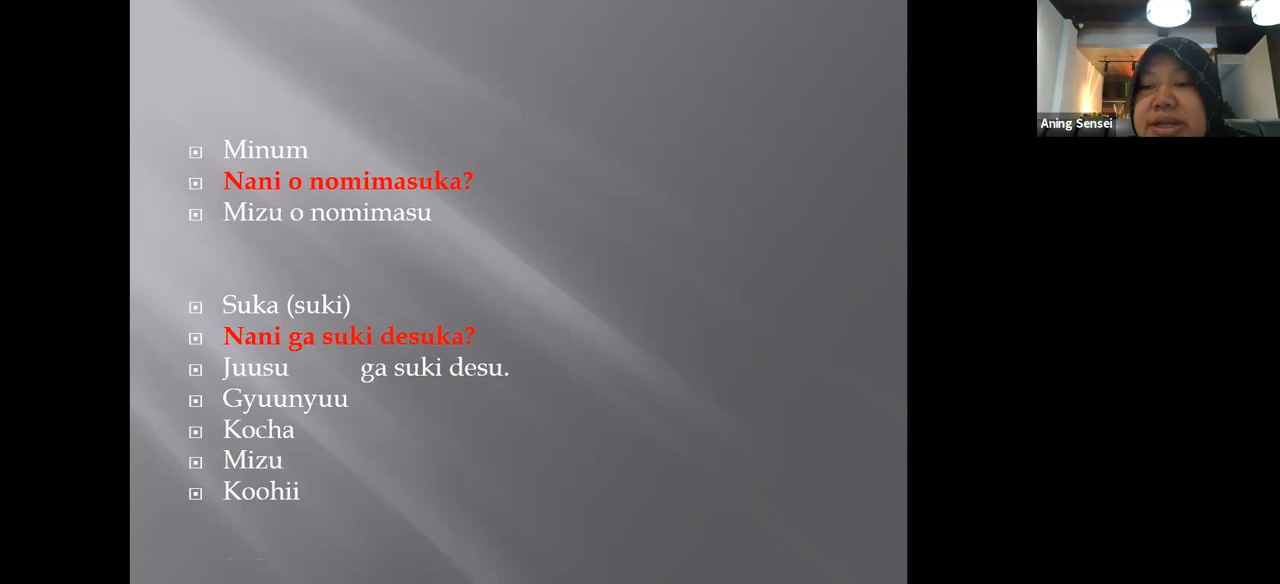 Minum
Nani o nomimasuka?
Mizu o nomimasu
Suka (suki)
Nani ga suki desuka?
Juusu ga suki desu.
Gyuunyuu
Kocha
Mizu
Koohii
Aning Sensei